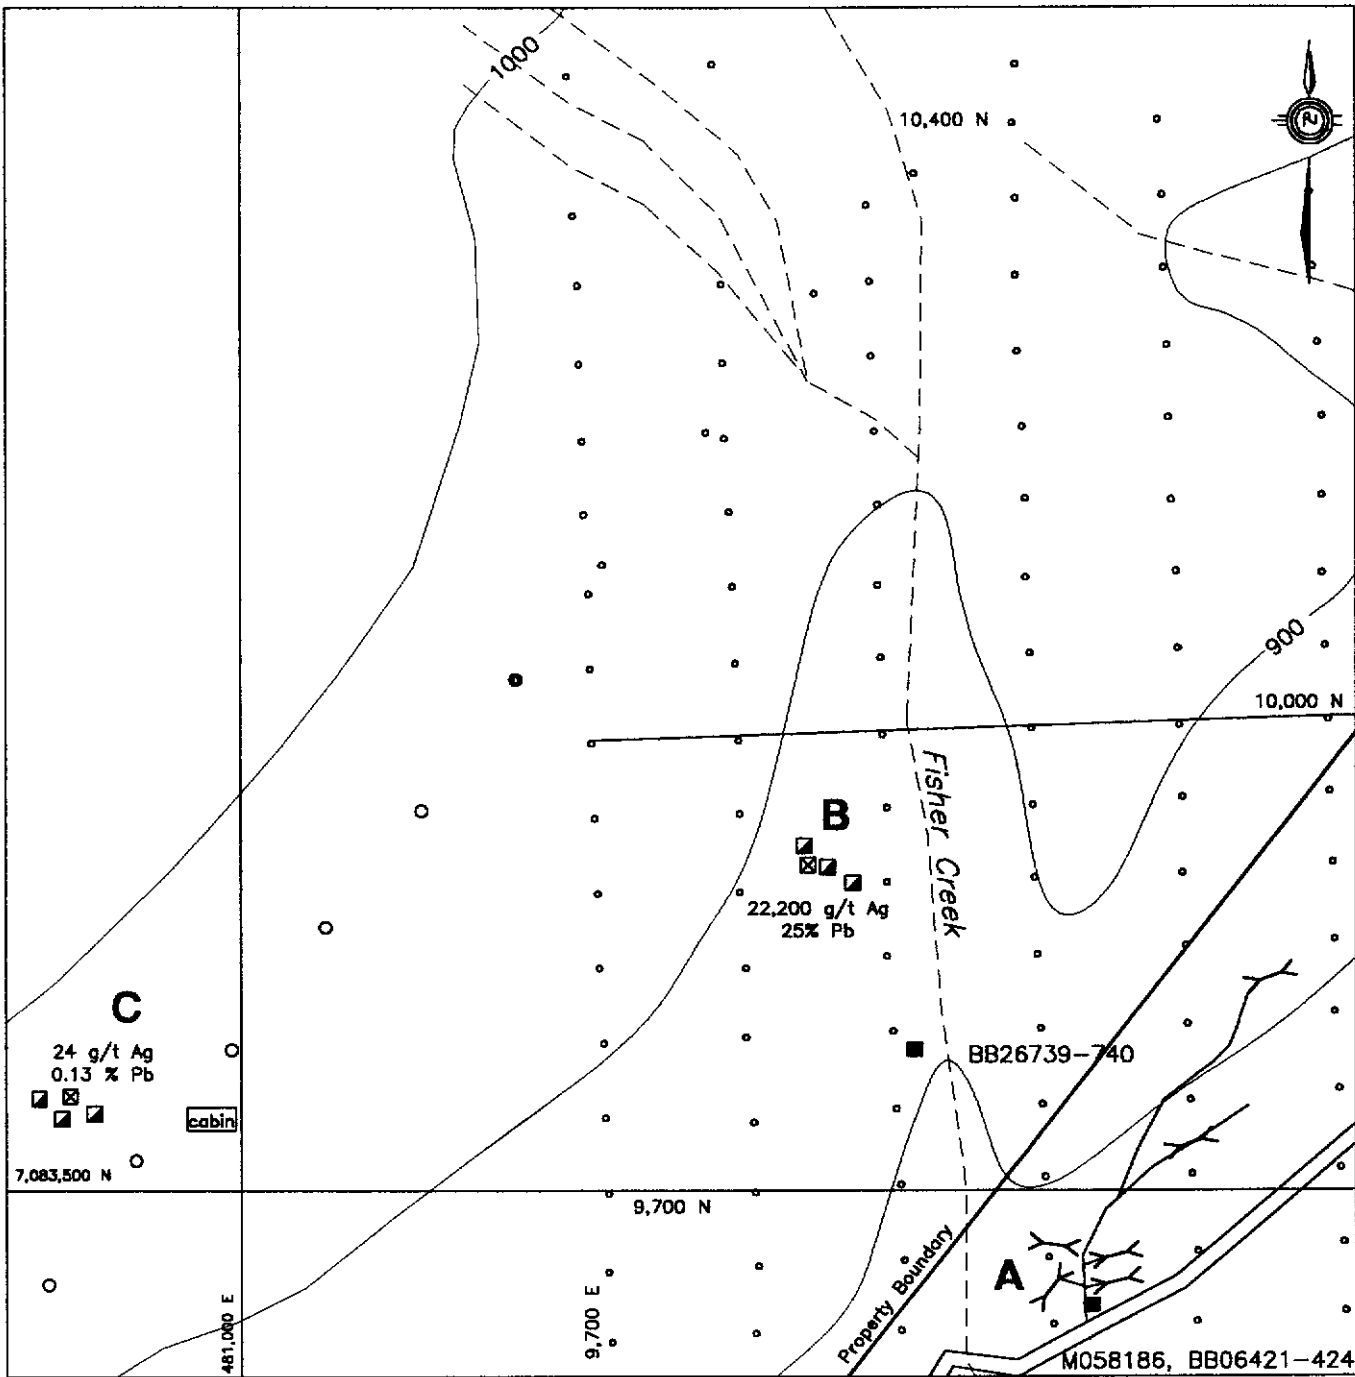 1000
10,400 N
900
10,000 N
Fisher Creek
B
22,200 g/t Ag
25% Pb
C
24 g/t Ag
0.13 % Pb
cabin
BB26739-740
7,083,500 N
9,700 N
A
Property Boundary
481,000 E
9,700 E
M058186, BB06421-424